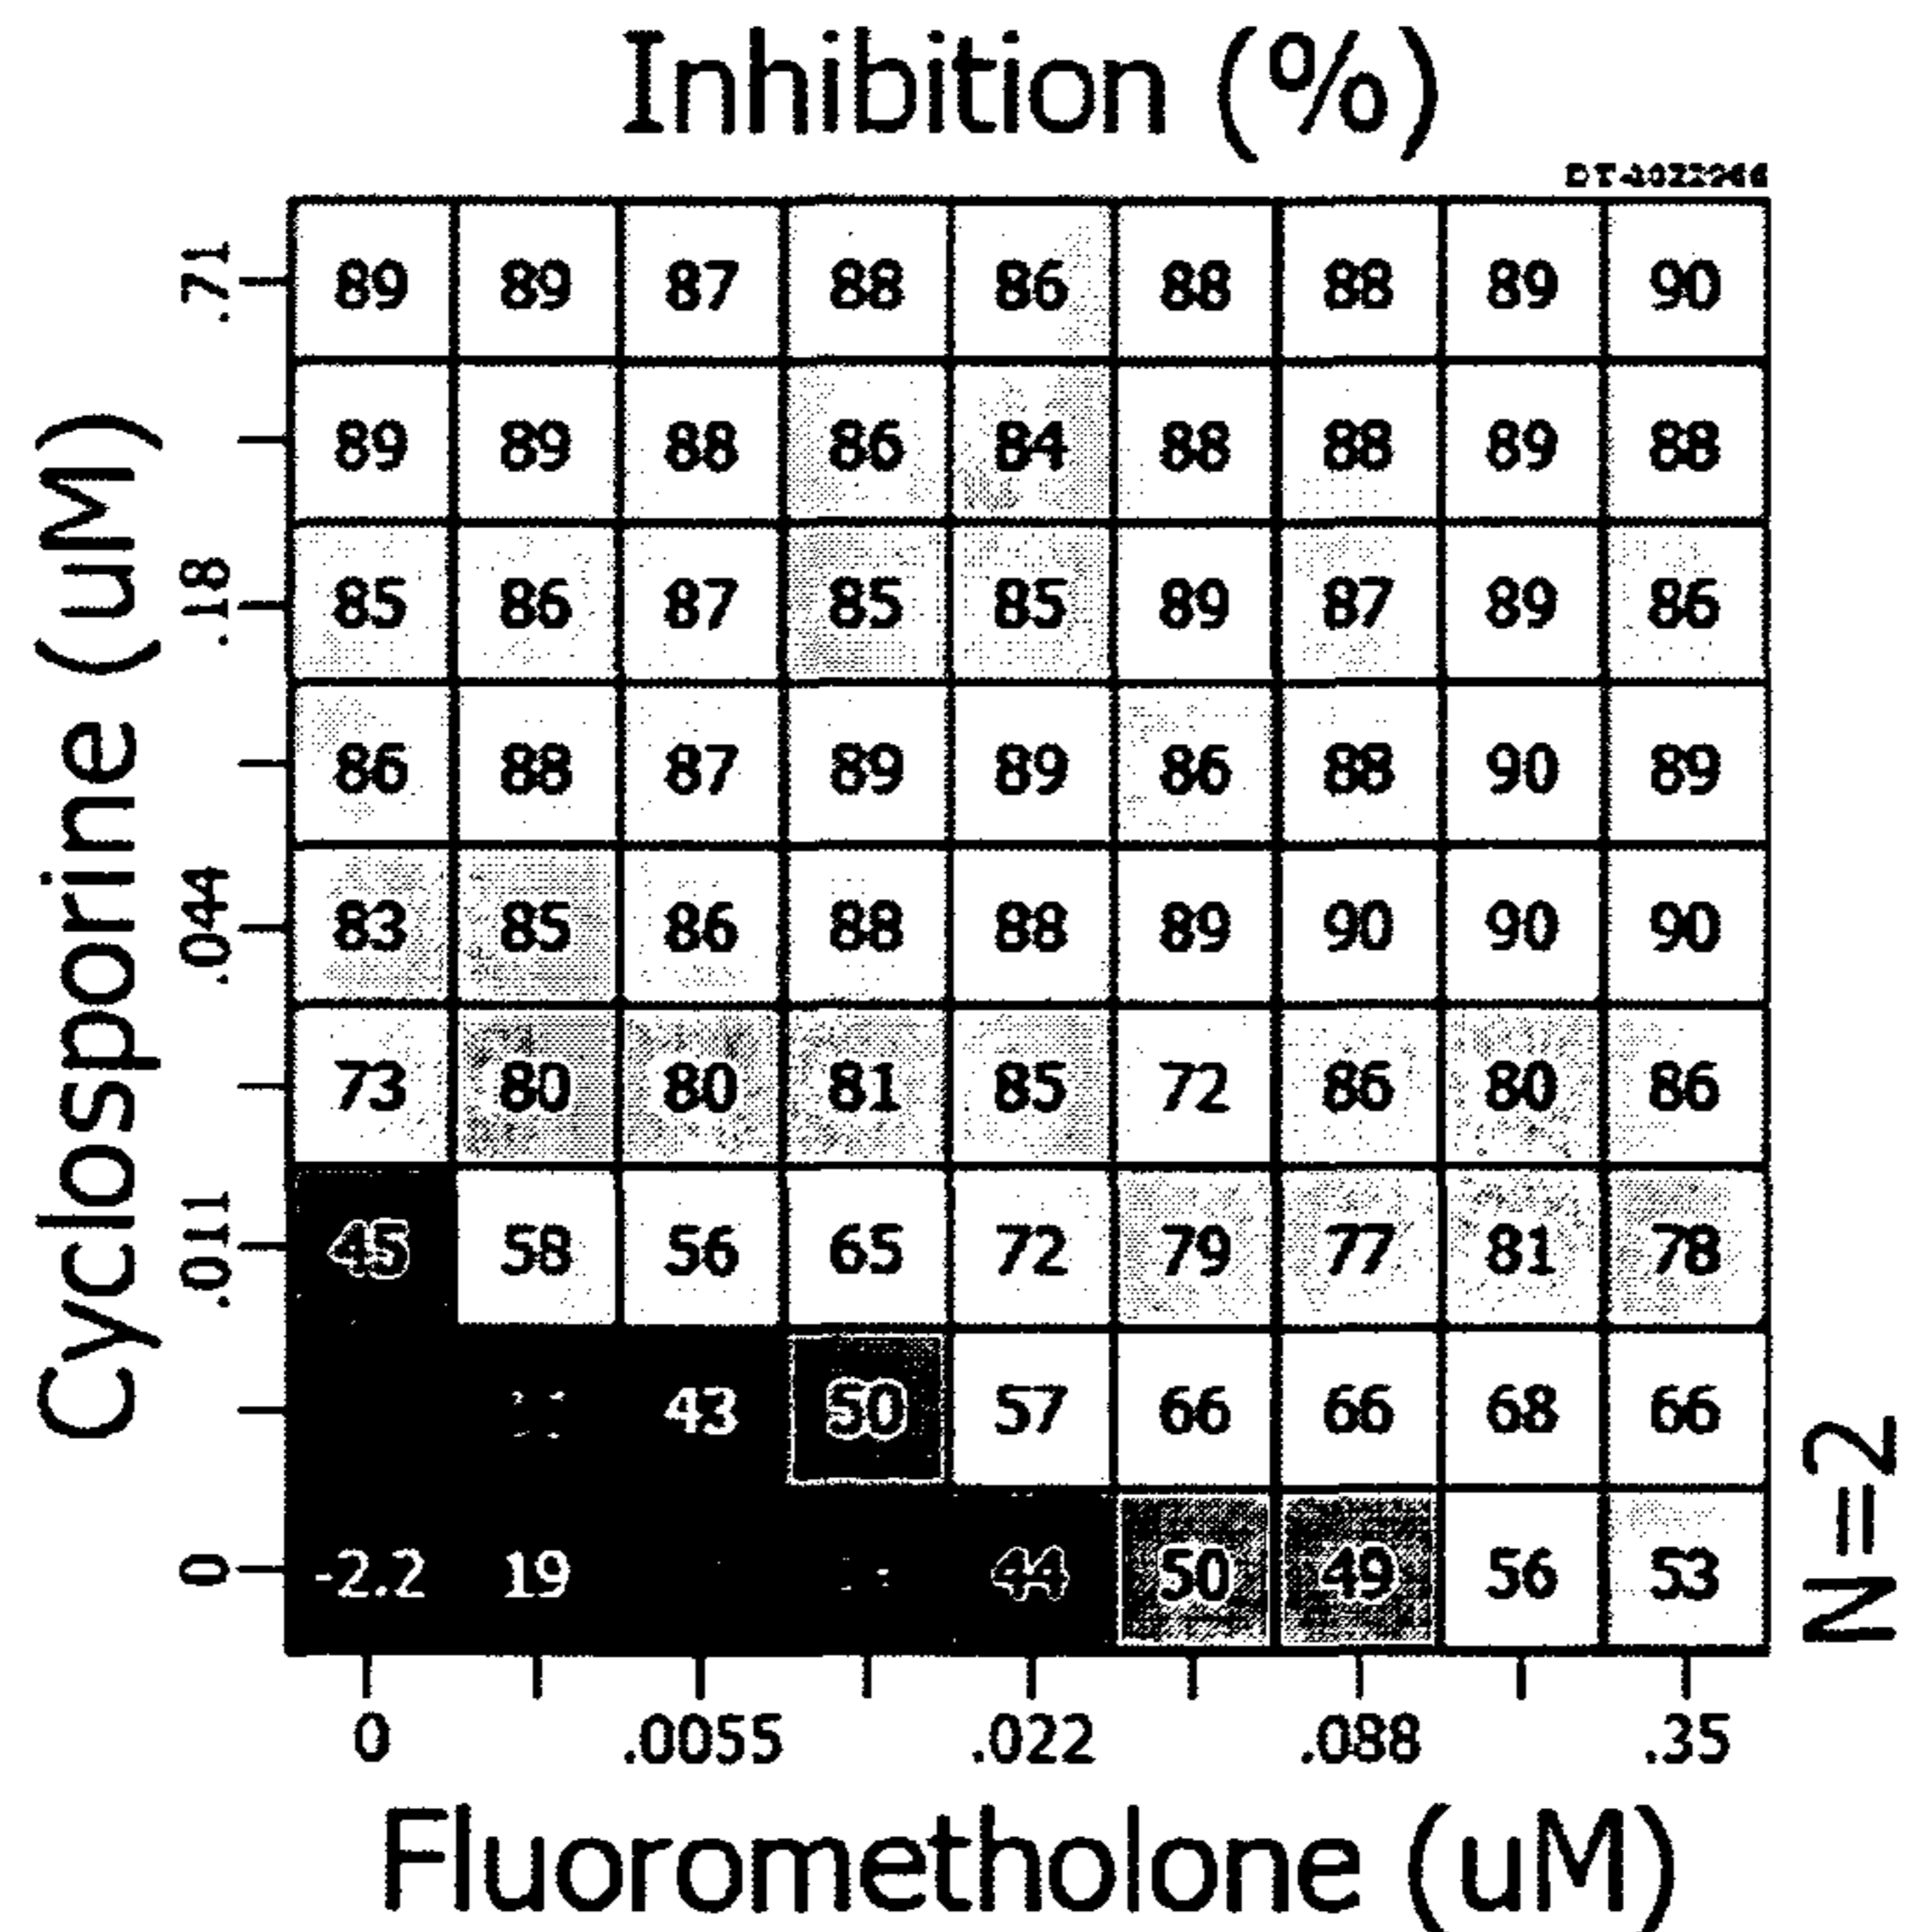 Inhibition (%)
.71 89 89 87 88 86 88 88 89 90
89 89 88 86 84 88 88 89 88
.18 85 86 87 85 85 89 87 89 86
86 88 87 89 89 86 88 90 89
.044 83 85 86 88 88 89 90 90 90
73 80 80 81 85 72 86 80 86
.011 45 58 56 65 72 79 77 81 78
43 50 57 66 66 68 66
0 -2.2 19 44 50 49 56 53
0 .0055 .022 .088 .35
Cyclosporine (uM)
Fluorometholone (uM)
N=2